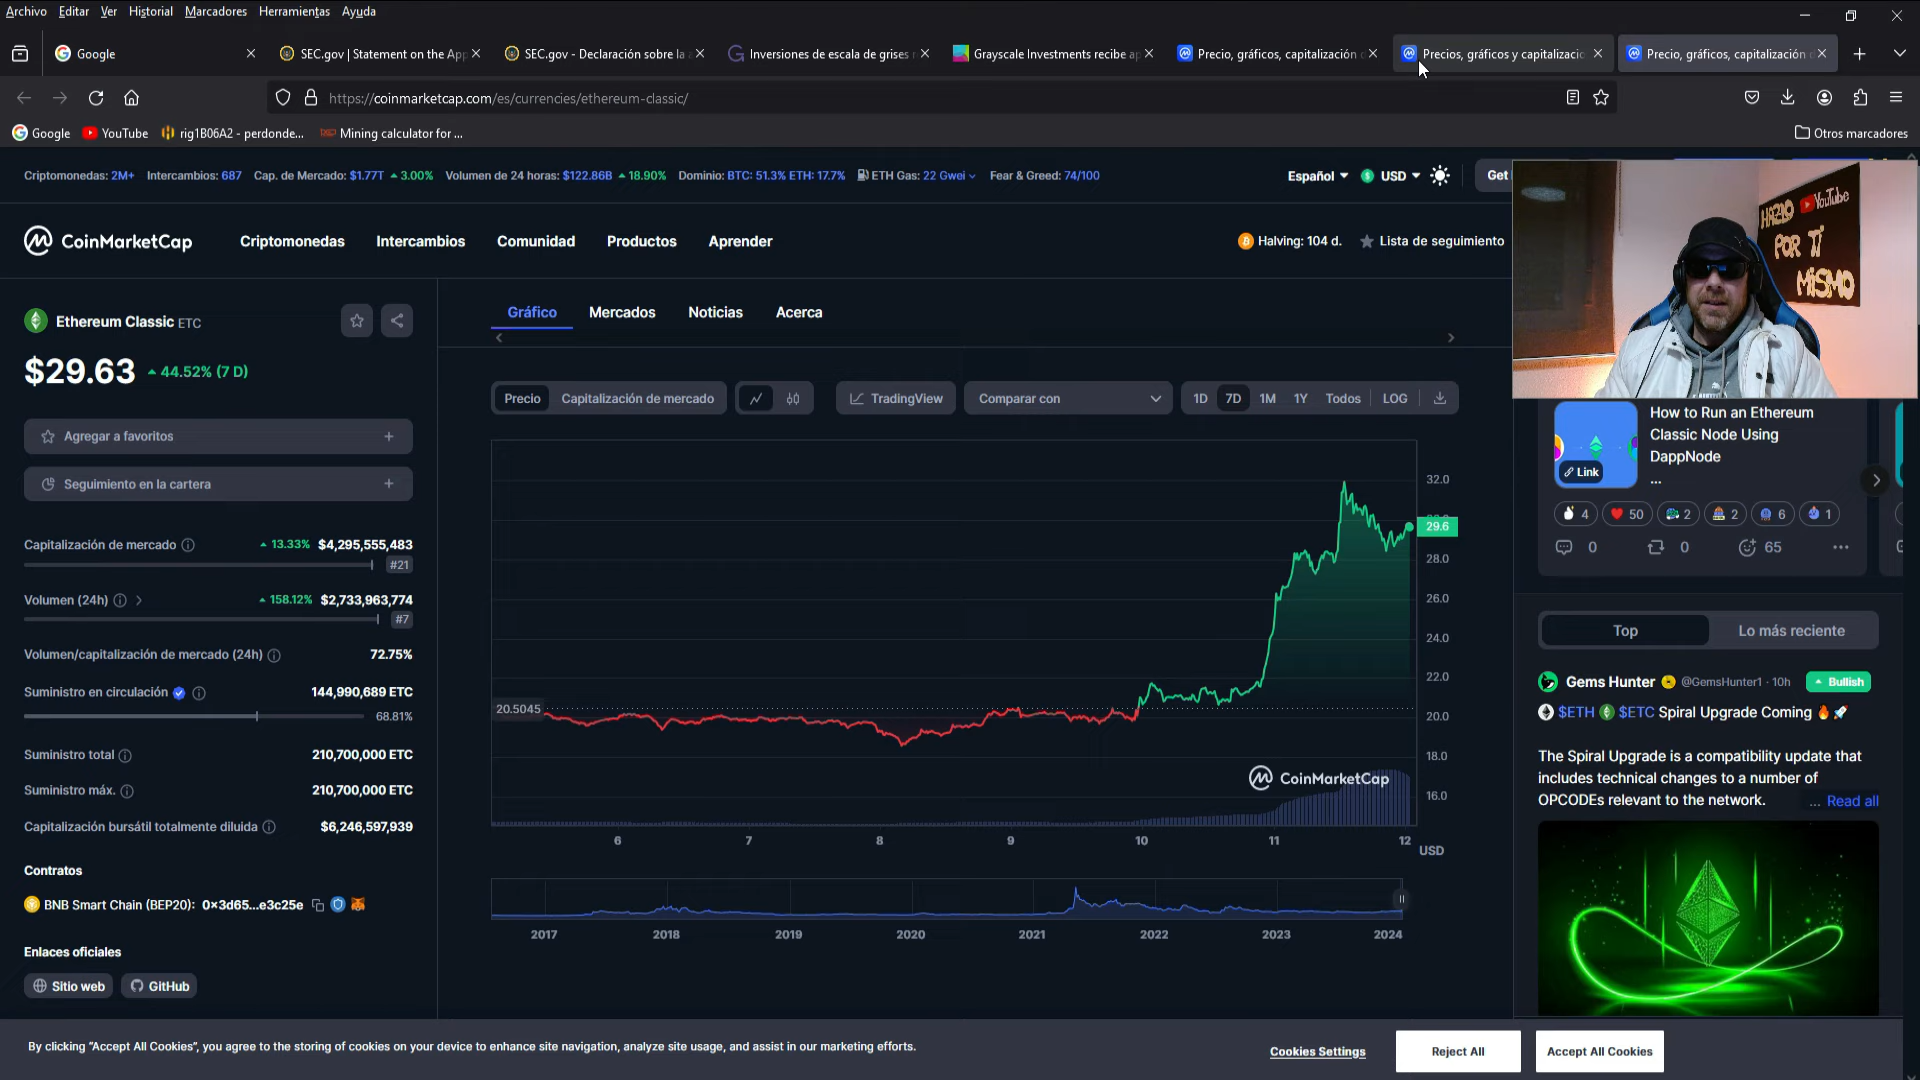 Archivo Editar Ver Historial Marcadores Herramientas Ayuda
Google
SEC.gov | Statement on the App
SEC.gov - Declaración sobre la
Inversiones de escala de grises
Grayscale Investments recibe ap
Precio, gráficos, capitalización
Precios, gráficos y capitalizacio
Precio, gráficos, capitalización
https://coinmarketcap.com/es/currencies/ethereum-classic/
Google YouTube rig1B06A2 - perdonde... Mining calculator for ... Otros marcadores
Criptomonedas: 2M+ Intercambios: 687 Cap. de Mercado: $1.77T 3.00% Volumen de 24 horas: $122.86B 18.90% Dominio: BTC: 51.3% ETH: 17.7% ETH Gas: 22 Gwei Fear & Greed: 74/100
Español USD Get
CoinMarketCap Criptomonedas Intercambios Comunidad Productos Aprender
Halving: 104 d. Lista de seguimiento
HAZLO YouTube
POR TÍ
MISMO
Ethereum Classic ETC
$29.63 44.52% (7 D)
Agregar a favoritos +
Seguimiento en la cartera +
Capitalización de mercado 13.33% $4,295,555,483
#21
Volumen (24h) 158.12% $2,733,963,774
#7
Volumen/capitalización de mercado (24h) 72.75%
Suministro en circulación 144,990,689 ETC
68.81%
Suministro total 210,700,000 ETC
Suministro máx. 210,700,000 ETC
Capitalización bursátil totalmente diluida $6,246,597,939
Contratos
BNB Smart Chain (BEP20): 0x3d65...e3c25e
Enlaces oficiales
Sitio web GitHub
Gráfico Mercados Noticias Acerca
Precio Capitalización de mercado TradingView Comparar con 1D 7D 1M 1Y Todos LOG
32.0
29.6
28.0
26.0
24.0
22.0
20.5045
20.0
18.0
16.0
CoinMarketCap
6 7 8 9 10 11 12
USD
2017 2018 2019 2020 2021 2022 2023 2024
How to Run an Ethereum
Classic Node Using
DappNode
...
Link
4 50 2 2 6 1
0 0 65
Top Lo más reciente
Gems Hunter @GemsHunter1 · 10h Bullish
$ETH $ETC Spiral Upgrade Coming
The Spiral Upgrade is a compatibility update that
includes technical changes to a number of
OPCODEs relevant to the network. ... Read all
By clicking “Accept All Cookies”, you agree to the storing of cookies on your device to enhance site navigation, analyze site usage, and assist in our marketing efforts.
Cookies Settings Reject All Accept All Cookies